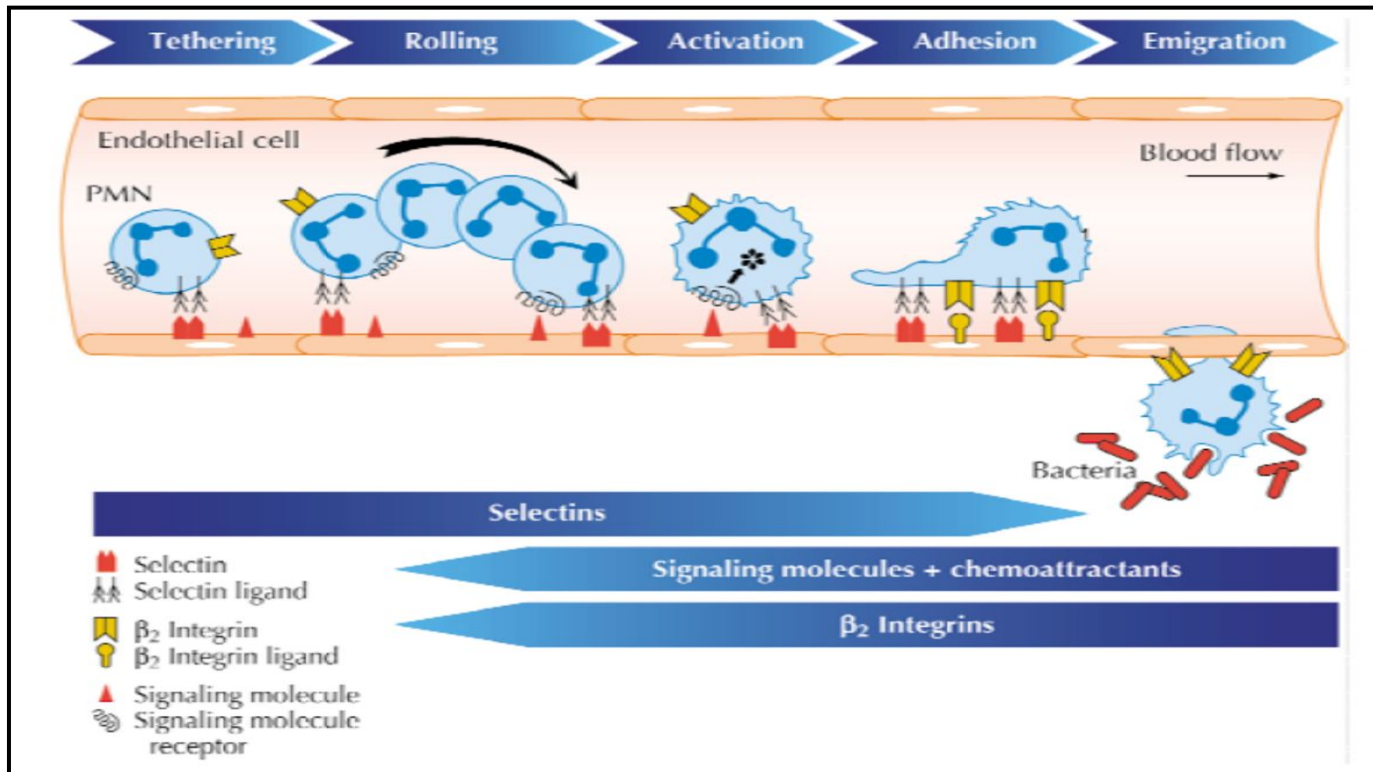 Tethering
Rolling
Activation
Adhesion
Emigration
Endothelial cell
Blood flow
PMN
Bacteria
Selectins
Signaling molecules + chemoattractants
β₂ Integrins
Selectin
Selectin ligand
β₂ Integrin
β₂ Integrin ligand
Signaling molecule
Signaling molecule
receptor